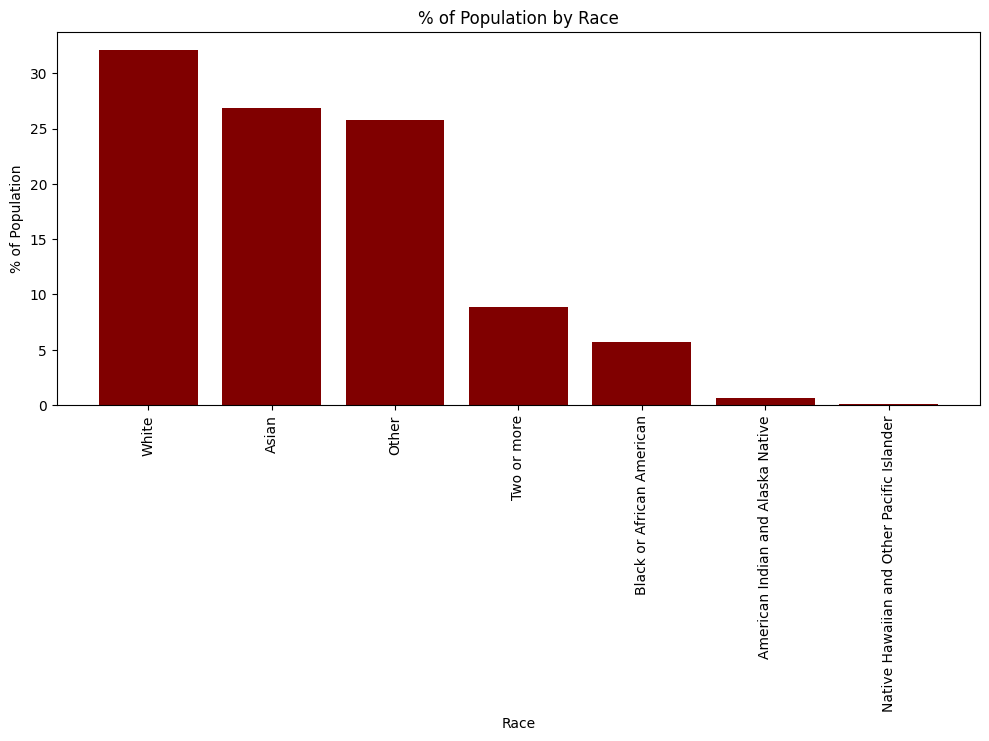 % of Population by Race
% of Population
30
25
20
15
10
5
0
White
Asian
Other
Two or more
Black or African American
American Indian and Alaska Native
Native Hawaiian and Other Pacific Islander
Race